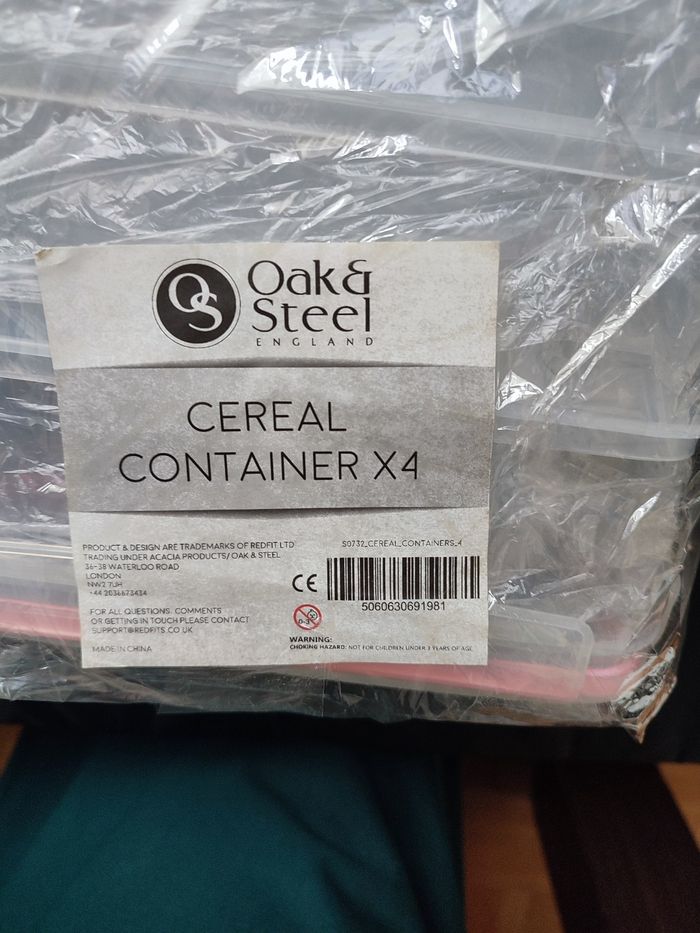 OS
Oak&
Steel
ENGLAND
CEREAL
CONTAINER X4
PRODUCT & DESIGN ARE TRADEMARKS OF REDFIT LTD
TRADING UNDER ACACIA PRODUCTS/ OAK & STEEL
36-38 WATERLOO ROAD
LONDON
NW2 7UH
+44 2036673434
FOR ALL QUESTIONS, COMMENTS
OR GETTING IN TOUCH PLEASE CONTACT
SUPPORT@REDFITS.CO.UK
MADE IN CHINA
S0732_CEREAL_CONTAINERS_4
CE
5060630691981
0-3
WARNING:
CHOKING HAZARD: NOT FOR CHILDREN UNDER 3 YEARS OF AGE